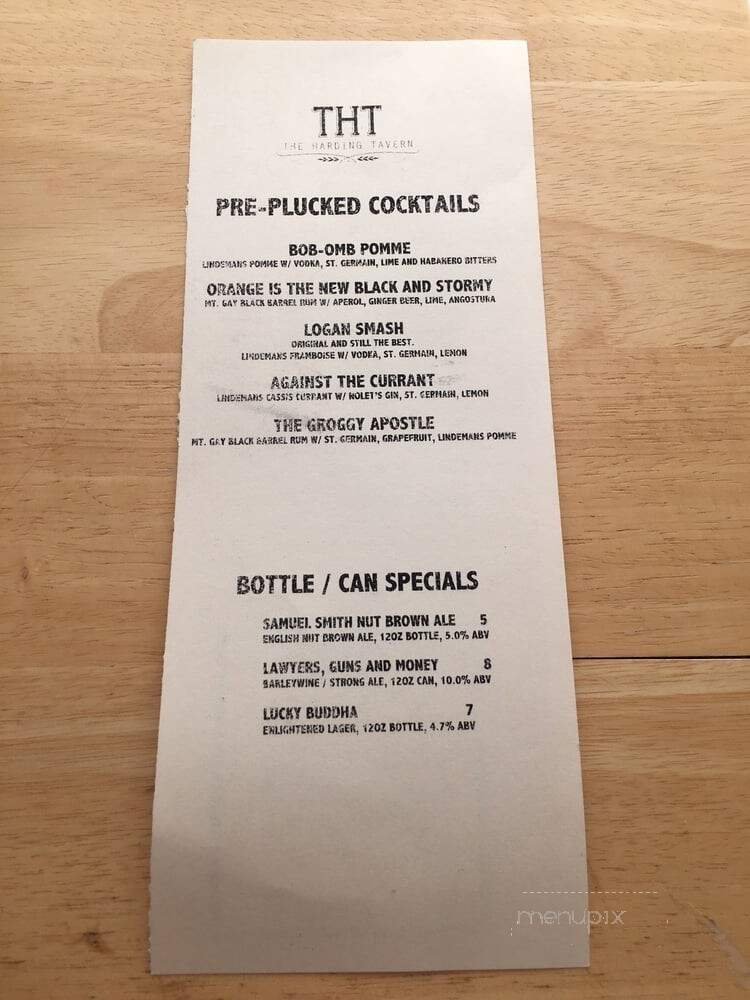 THT
THE HARDING TAVERN
PRE-PLUCKED COCKTAILS
BOB-OMB POMME
LINDEMANS POMME W/ VODKA, ST. GERMAIN, LIME AND HABANERO BITTERS
ORANGE IS THE NEW BLACK AND STORMY
MT. GAY BLACK BARREL RUM W/ APEROL, GINGER BEER, LIME, ANGOSTURA
LOGAN SMASH
ORIGINAL AND STILL THE BEST.
LINDEMANS FRAMBOISE W/ VODKA, ST. GERMAIN, LEMON
AGAINST THE CURRANT
LINDEMANS CASSIS CURRANT W/ NOLET'S GIN, ST. GERMAIN, LEMON
THE GROGGY APOSTLE
MT. GAY BLACK BARREL RUM W/ ST. GERMAIN, GRAPEFRUIT, LINDEMANS POMME
BOTTLE / CAN SPECIALS
SAMUEL SMITH NUT BROWN ALE 5
ENGLISH NUT BROWN ALE, 12OZ BOTTLE, 5.0% ABV
LAWYERS, GUNS AND MONEY 8
BARLEYWINE / STRONG ALE, 12OZ CAN, 10.0% ABV
LUCKY BUDDHA 7
ENLIGHTENED LAGER, 12OZ BOTTLE, 4.7% ABV
menupix